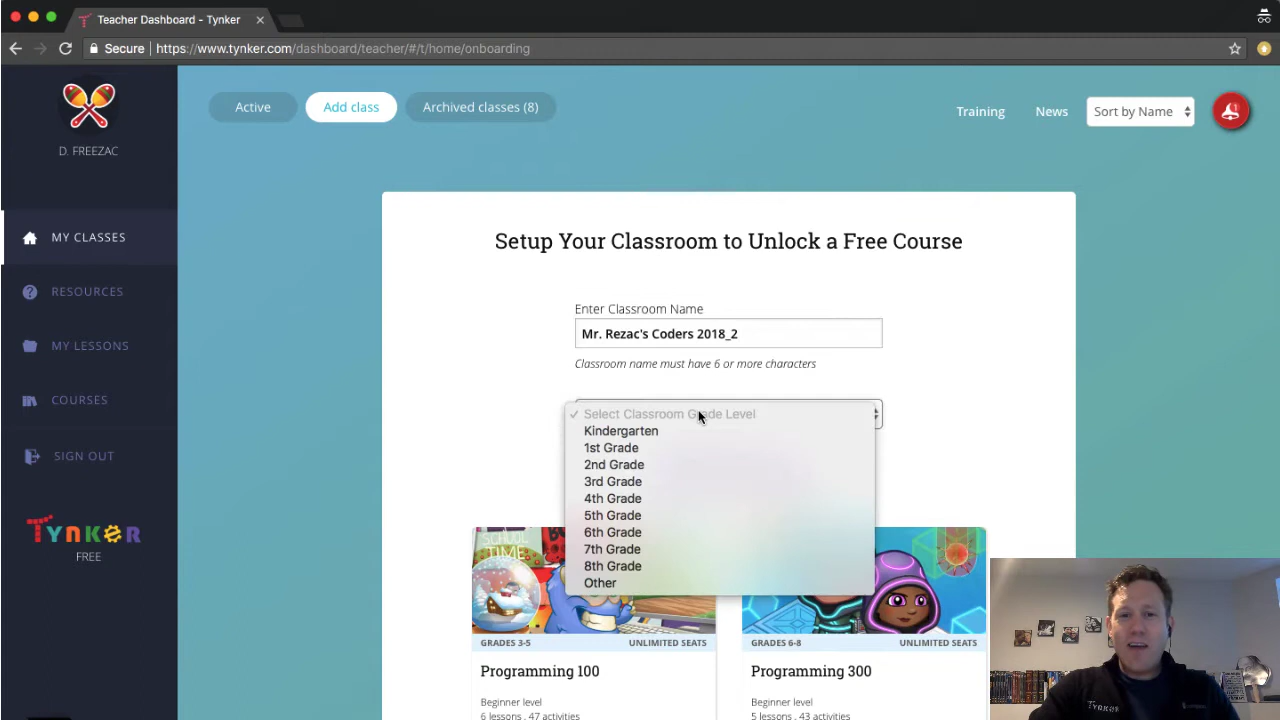 Teacher Dashboard - Tynker
Secure | https://www.tynker.com/dashboard/teacher/#/t/home/onboarding
D. FREEZAC
MY CLASSES
RESOURCES
MY LESSONS
COURSES
SIGN OUT
TYNKER
FREE
Active
Add class
Archived classes (8)
Training
News
Sort by Name
1
Setup Your Classroom to Unlock a Free Course
Enter Classroom Name
Mr. Rezac's Coders 2018_2
Classroom name must have 6 or more characters
✓ Select Classroom Grade Level
Kindergarten
1st Grade
2nd Grade
3rd Grade
4th Grade
5th Grade
6th Grade
7th Grade
8th Grade
Other
SCHOOL
TIME
GRADES 3-5
UNLIMITED SEATS
Programming 100
Beginner level
6 lessons . 47 activities
GRADES 6-8
UNLIMITED SEATS
Programming 300
Beginner level
5 lessons . 43 activities